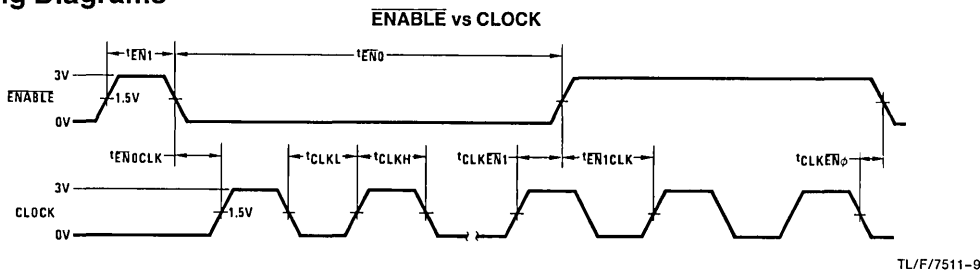 ng Diagrams
ENABLE vs CLOCK
tEN1
tEN0
3V
ENABLE
1.5V
0V
tEN0CLK
tCLKL
tCLKH
tCLKEN1
tEN1CLK
tCLKENφ
3V
CLOCK
1.5V
0V
TL/F/7511-9